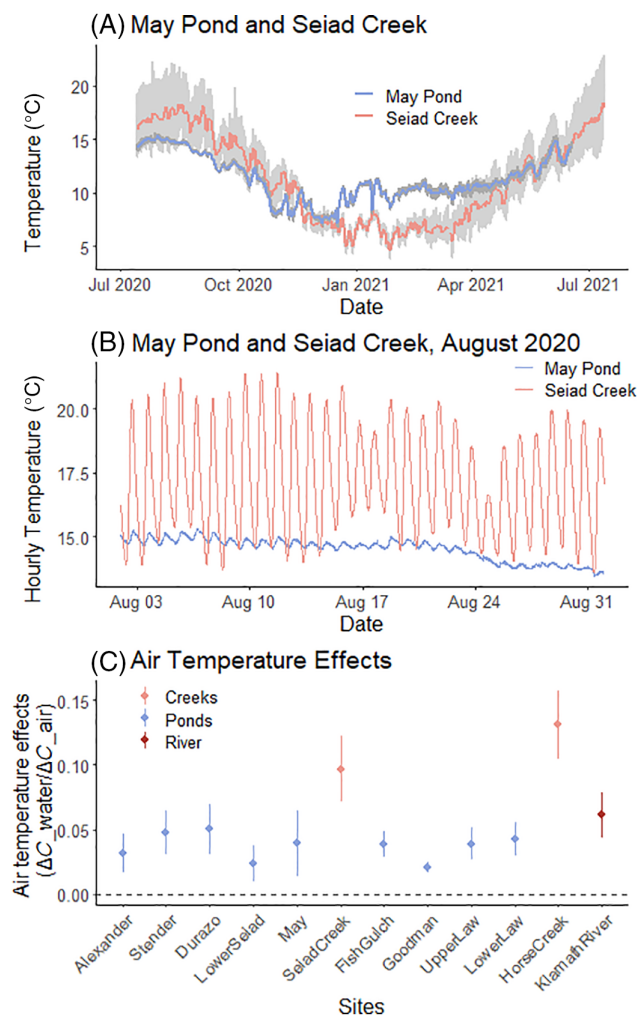 (A) May Pond and Seiad Creek
Temperature (°C)
20
15
10
5
May Pond
Seiad Creek
Jul 2020
Oct 2020
Jan 2021
Apr 2021
Jul 2021
Date
(B) May Pond and Seiad Creek, August 2020
Hourly Temperature (°C)
20.0
17.5
15.0
May Pond
Seiad Creek
Aug 03
Aug 10
Aug 17
Aug 24
Aug 31
Date
(C) Air Temperature Effects
Air temperature effects
(ΔC_water/ΔC_air)
0.15
0.10
0.05
0.00
Creeks
Ponds
River
Alexander
Stender
Durazo
LowerSeiad
May
SeiadCreek
FishGulch
Goodman
UpperLaw
LowerLaw
HorseCreek
KlamathRiver
Sites